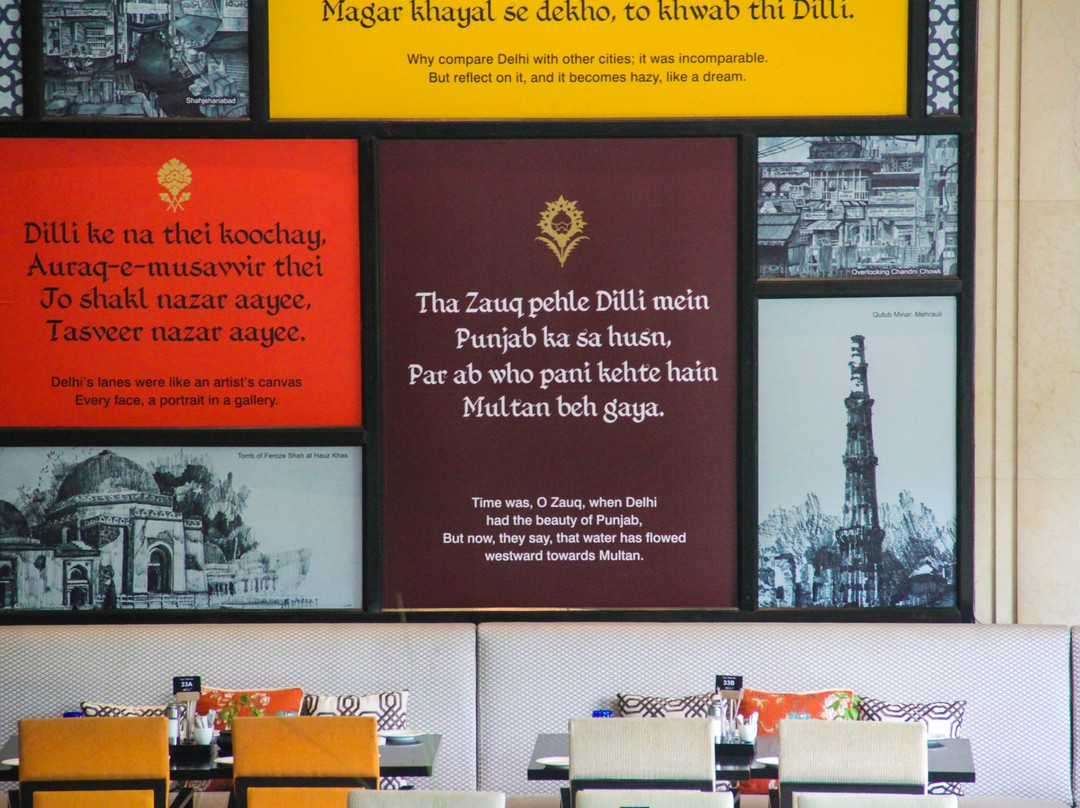 Magar khayal se dekho, to khwab thi Dilli.
Why compare Delhi with other cities; it was incomparable.
But reflect on it, and it becomes hazy, like a dream.
Shahjehanabad
Dilli ke na thei koochay,
Auraq-e-musavvir thei
Jo shakl nazar aayee,
Tasveer nazar aayee.
Delhi's lanes were like an artist's canvas
Every face, a portrait in a gallery.
Tha Zauq pehle Dilli mein
Punjab ka sa husn,
Par ab who pani kehte hain
Multan beh gaya.
Time was, O Zauq, when Delhi
had the beauty of Punjab,
But now, they say, that water has flowed
westward towards Multan.
Overlooking Chandni Chowk
Qutub Minar, Mehrauli
Tomb of Feroze Shah at Hauz Khas
33A
33B